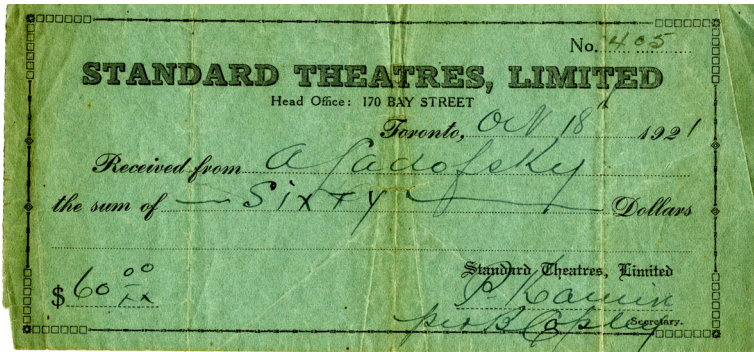 No. 405
STANDARD THEATRES, LIMITED
Head Office: 170 BAY STREET
Toronto, Oct 18th 1921
Received from A Gadofsky
the sum of — Sixty — Dollars
$ 60 00/xx
Standard Theatres, Limited
Secretary.